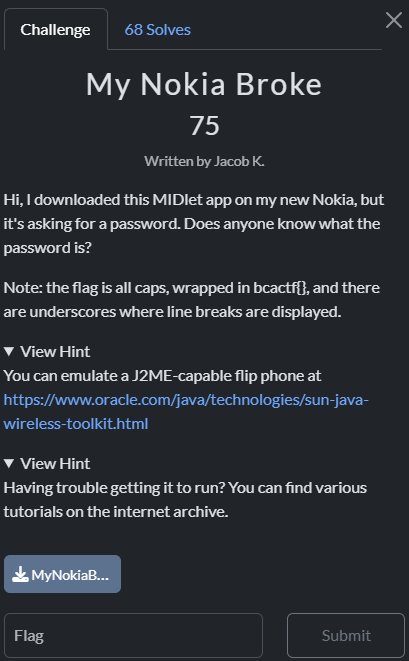 Challenge
68 Solves
My Nokia Broke
75
Written by Jacob K.
Hi, I downloaded this MIDlet app on my new Nokia, but
it's asking for a password. Does anyone know what the
password is?
Note: the flag is all caps, wrapped in bcactf{}, and there
are underscores where line breaks are displayed.
▼ View Hint
You can emulate a J2ME-capable flip phone at
https://www.oracle.com/java/technologies/sun-java-
wireless-toolkit.html
▼ View Hint
Having trouble getting it to run? You can find various
tutorials on the internet archive.
MyNokiaB...
Flag
Submit